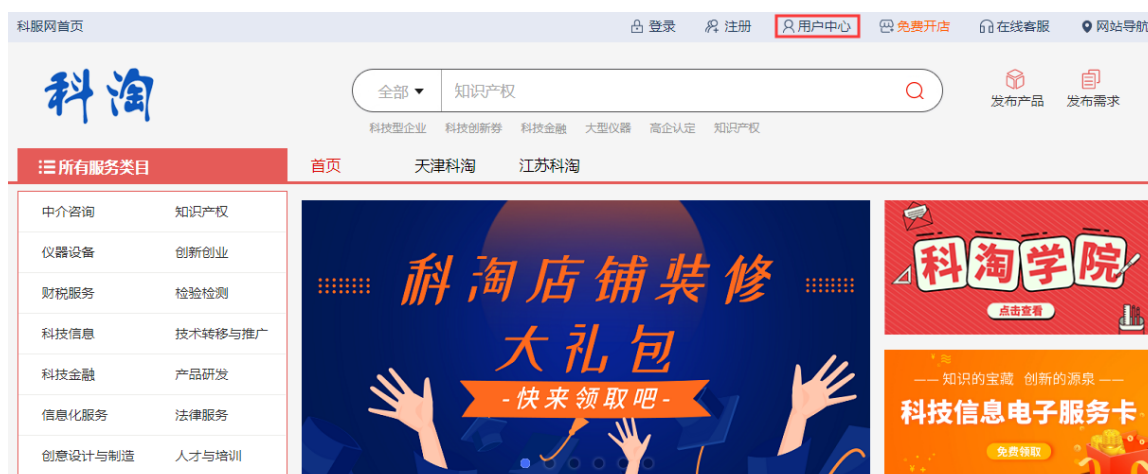 科服网首页 登录 注册 用户中心 免费开店 在线客服 网站导航
科淘
全部 知识产权
发布产品 发布需求
科技型企业 科技创新券 科技金融 大型仪器 高企认定 知识产权
所有服务类目 首页 天津科淘 江苏科淘
中介咨询 知识产权
仪器设备 创新创业
财税服务 检验检测
科技信息 技术转移与推广
科技金融 产品研发
信息化服务 法律服务
创意设计与制造 人才与培训
科淘店铺装修
大礼包
-快来领取吧-
科淘学院
点击查看
——知识的宝藏 创新的源泉——
科技信息电子服务卡
免费领取